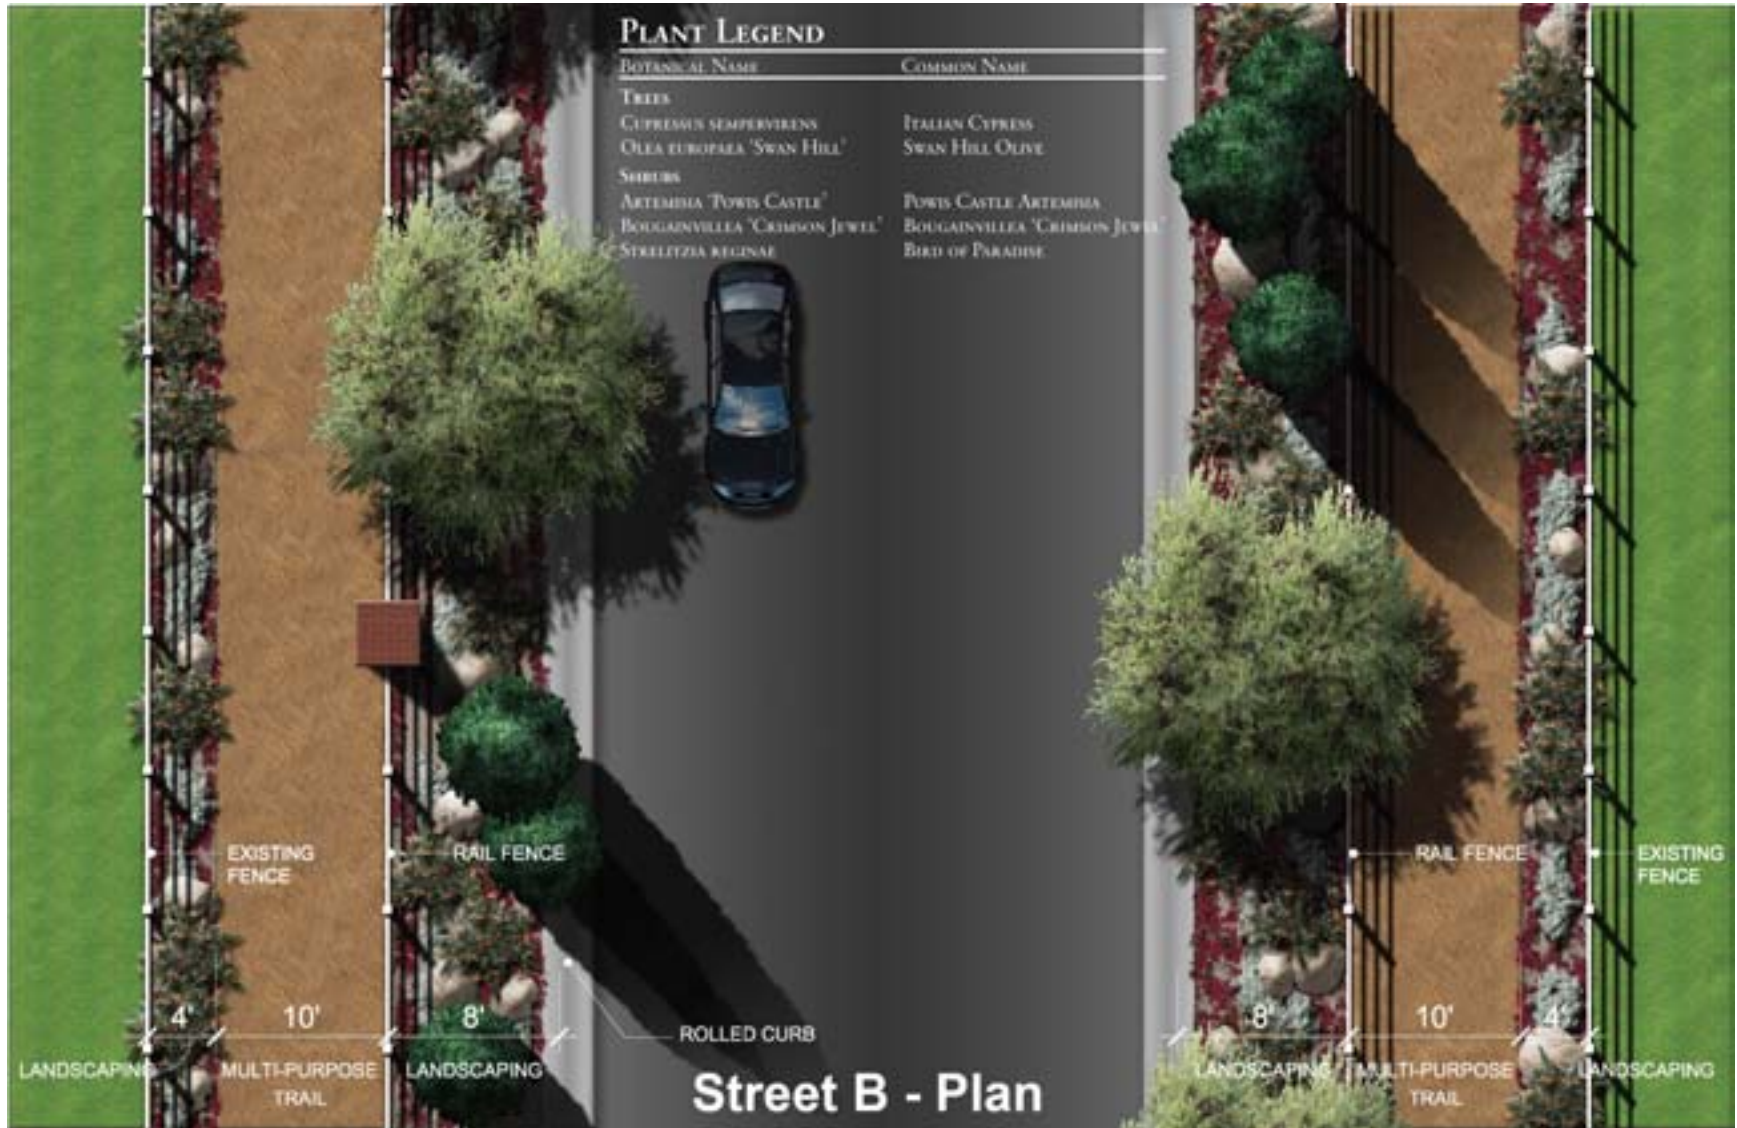 PLANT LEGEND
BOTANICAL NAME COMMON NAME
TREES
CUPRESSUS SEMPERVIRENS ITALIAN CYPRESS
OLEA EUROPAEA 'SWAN HILL' SWAN HILL OLIVE
SHRUBS
ARTEMISIA 'POWIS CASTLE' POWIS CASTLE ARTEMISIA
BOUGAINVILLEA 'CRIMSON JEWEL' BOUGAINVILLEA 'CRIMSON JEWEL'
STRELITZIA REGINAE BIRD OF PARADISE
EXISTING
FENCE
RAIL FENCE
RAIL FENCE
EXISTING
FENCE
4' 10' 8'
8' 10' 4'
ROLLED CURB
LANDSCAPING MULTI-PURPOSE
TRAIL
LANDSCAPING
LANDSCAPING MULTI-PURPOSE
TRAIL
LANDSCAPING
Street B - Plan